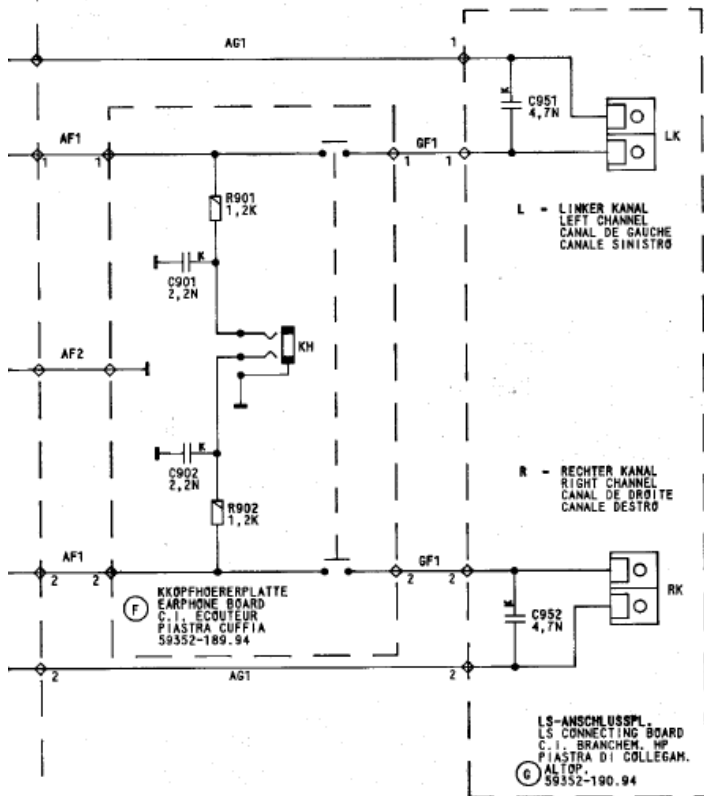 AG1
1
K
C951
4,7N
LK
AF1
1
1
GF1
1
1
R901
1,2K
L - LINKER KANAL
LEFT CHANNEL
CANAL DE GAUCHE
CANALE SINISTRO
K
C901
2,2N
KH
AF2
K
C902
2,2N
R - RECHTER KANAL
RIGHT CHANNEL
CANAL DE DROITE
CANALE DESTRO
R902
1,2K
AF1
2
2
GF1
2
2
RK
F
KKOPFHOERERPLATTE
EARPHONE BOARD
C.I. ECOUTEUR
PIASTRA CUFFIA
59352-189.94
K
C952
4,7N
2
AG1
2
LS-ANSCHLUSSPL.
LS CONNECTING BOARD
C.I. BRANCHEM. HP
PIASTRA DI COLLEGAM.
G ALTOP.
59352-190.94